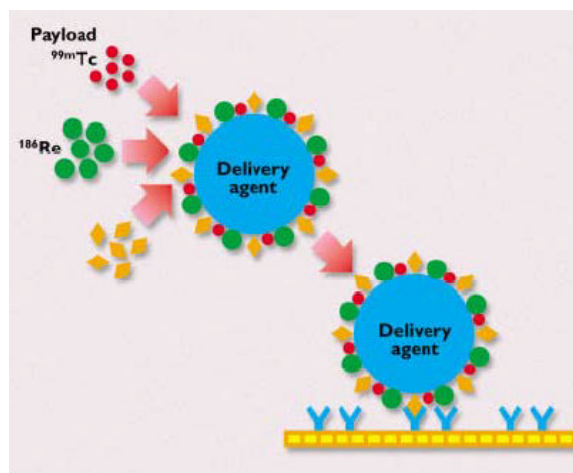 Payload
⁹⁹ᵐTc
¹⁸⁶Re
Delivery
agent
Delivery
agent